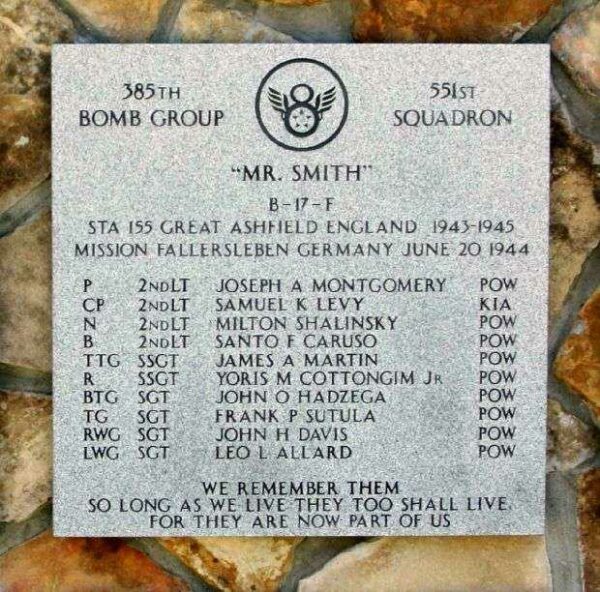 385TH BOMB GROUP
551ST SQUADRON
"MR. SMITH"
B-17-F
STA 155 GREAT ASHFIELD ENGLAND 1943-1945
MISSION FALLERSLEBEN GERMANY JUNE 20 1944
P 2NDLT JOSEPH A MONTGOMERY POW
CP 2NDLT SAMUEL K LEVY KIA
N 2NDLT MILTON SHALINSKY POW
B 2NDLT SANTO F CARUSO POW
TTG SSGT JAMES A MARTIN POW
R SSGT YORIS M COTTONGIM JR POW
BTG SGT JOHN O HADZEGA POW
TG SGT FRANK P SUTULA POW
RWG SGT JOHN H DAVIS POW
LWG SGT LEO L ALLARD POW
WE REMEMBER THEM
SO LONG AS WE LIVE THEY TOO SHALL LIVE,
FOR THEY ARE NOW PART OF US